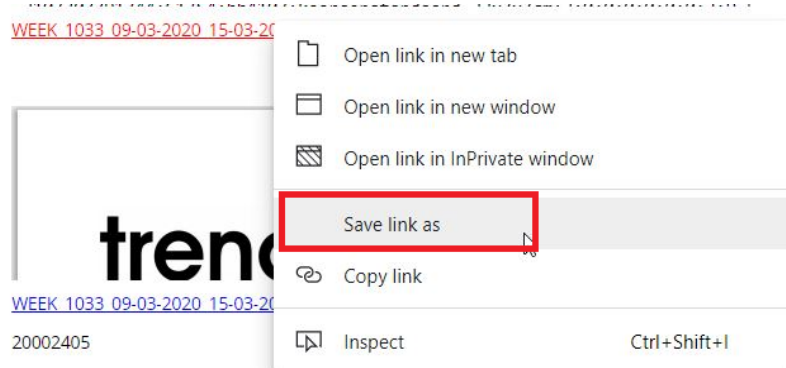 WEEK 1033 09-03-2020 15-03-20
Open link in new tab
Open link in new window
Open link in InPrivate window
Save link as
tren
Copy link
WEEK 1033 09-03-2020 15-03-20
20002405
Inspect Ctrl+Shift+I